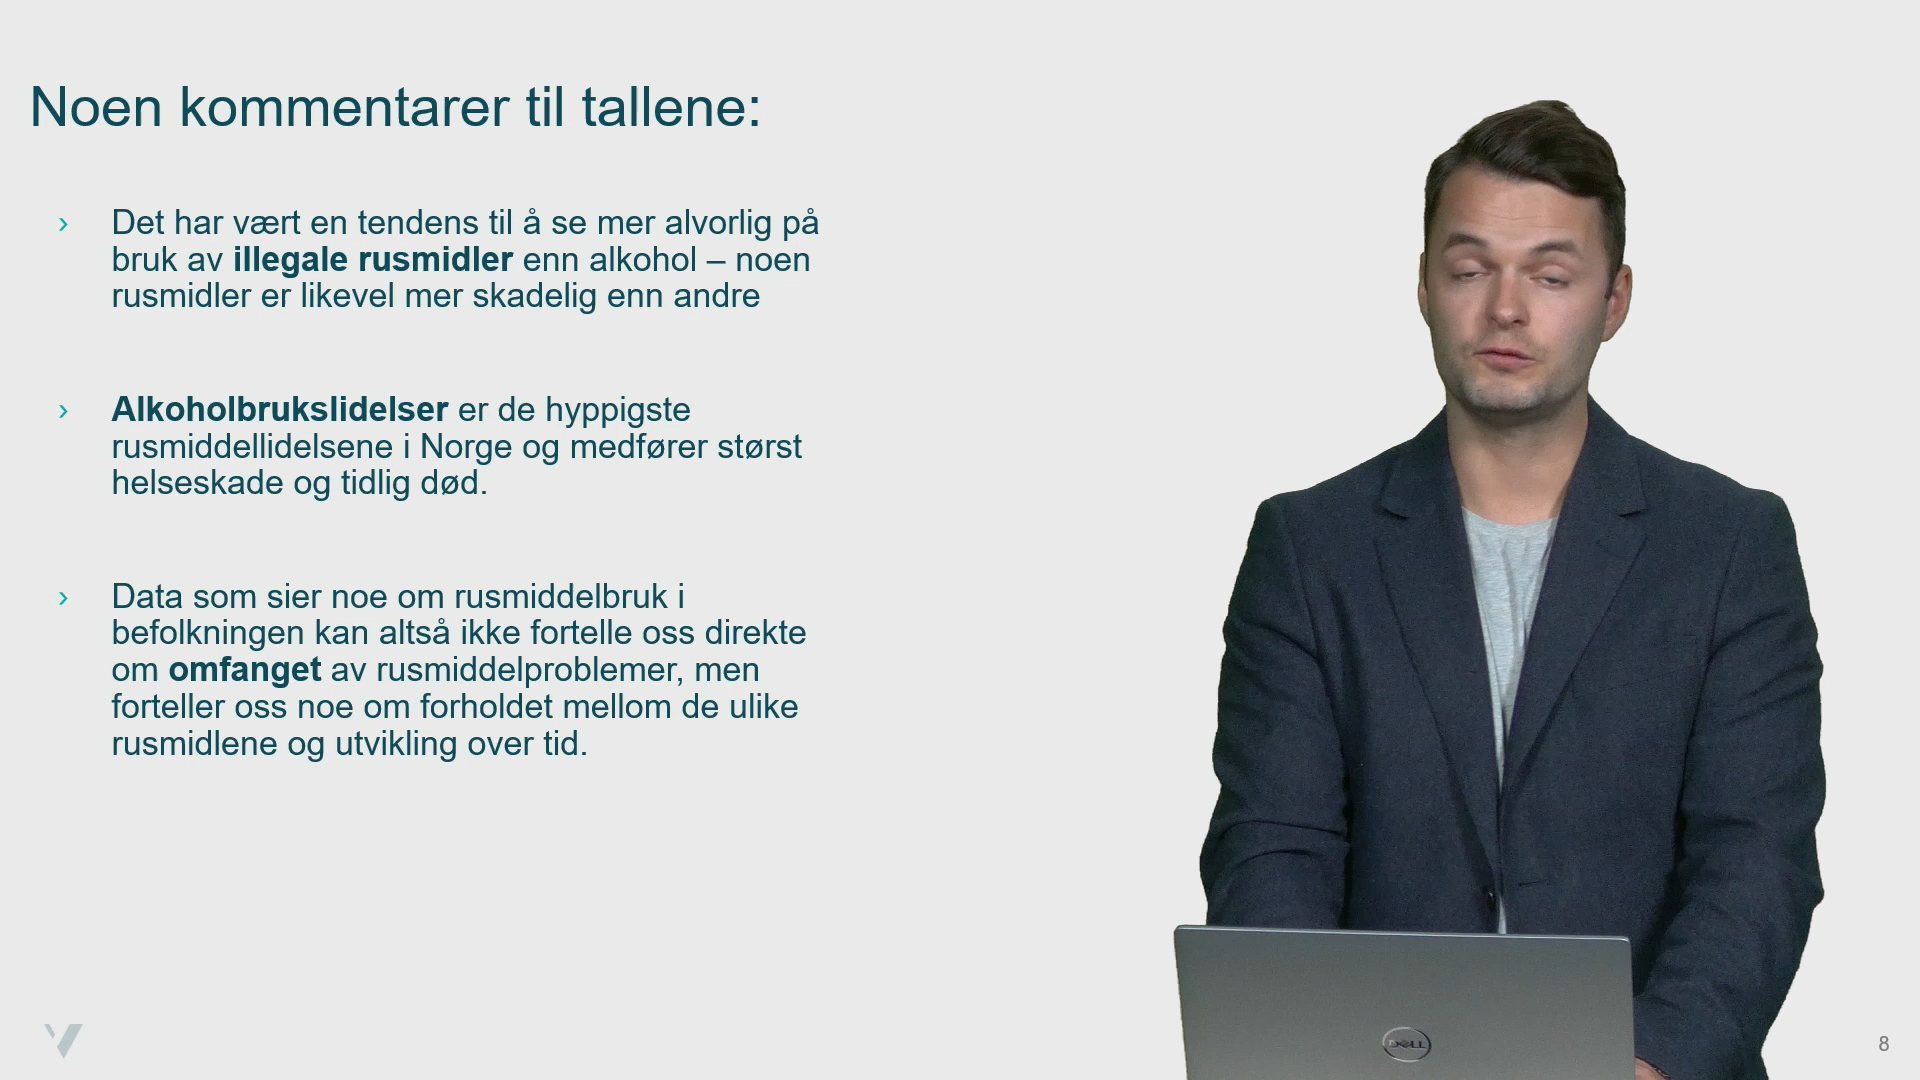 Noen kommentarer til tallene:
› Det har vært en tendens til å se mer alvorlig på
bruk av illegale rusmidler enn alkohol – noen
rusmidler er likevel mer skadelig enn andre
› Alkoholbrukslidelser er de hyppigste
rusmiddellidelsene i Norge og medfører størst
helseskade og tidlig død.
› Data som sier noe om rusmiddelbruk i
befolkningen kan altså ikke fortelle oss direkte
om omfanget av rusmiddelproblemer, men
forteller oss noe om forholdet mellom de ulike
rusmidlene og utvikling over tid.
DELL
8